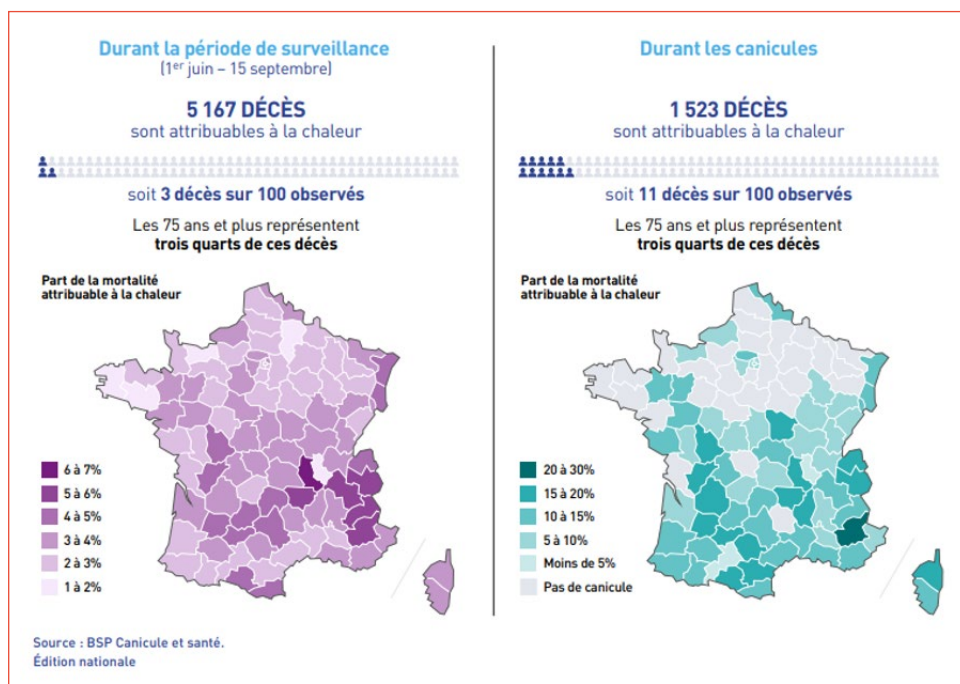 Durant la période de surveillance
(1er juin – 15 septembre)
5 167 DÉCÈS
sont attribuables à la chaleur
soit 3 décès sur 100 observés
Les 75 ans et plus représentent
trois quarts de ces décès
Part de la mortalité
attribuable à la chaleur
6 à 7%
5 à 6%
4 à 5%
3 à 4%
2 à 3%
1 à 2%
Durant les canicules
1 523 DÉCÈS
sont attribuables à la chaleur
soit 11 décès sur 100 observés
Les 75 ans et plus représentent
trois quarts de ces décès
Part de la mortalité
attribuable à la chaleur
20 à 30%
15 à 20%
10 à 15%
5 à 10%
Moins de 5%
Pas de canicule
Source : BSP Canicule et santé.
Édition nationale